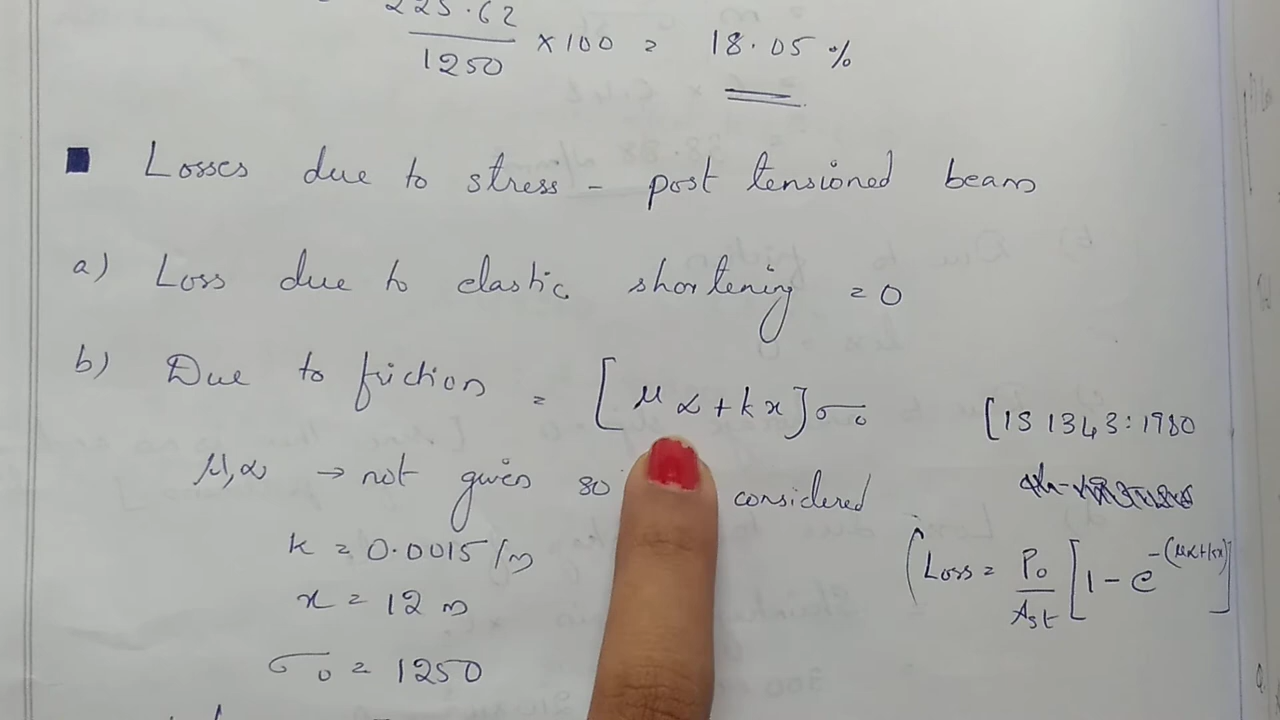 225.62
1250 × 100 = 18.05 %
Losses due to stress - post tensioned beam
a) Loss due to elastic shortening = 0
b) Due to friction = [μα + kx]σ₀ [IS 1343:1980
μ, α → not given so considered
k = 0.0015/m
x = 12 m
σ₀ = 1250
(Loss = P₀/Ast [1 - e^-(μα+kx)]